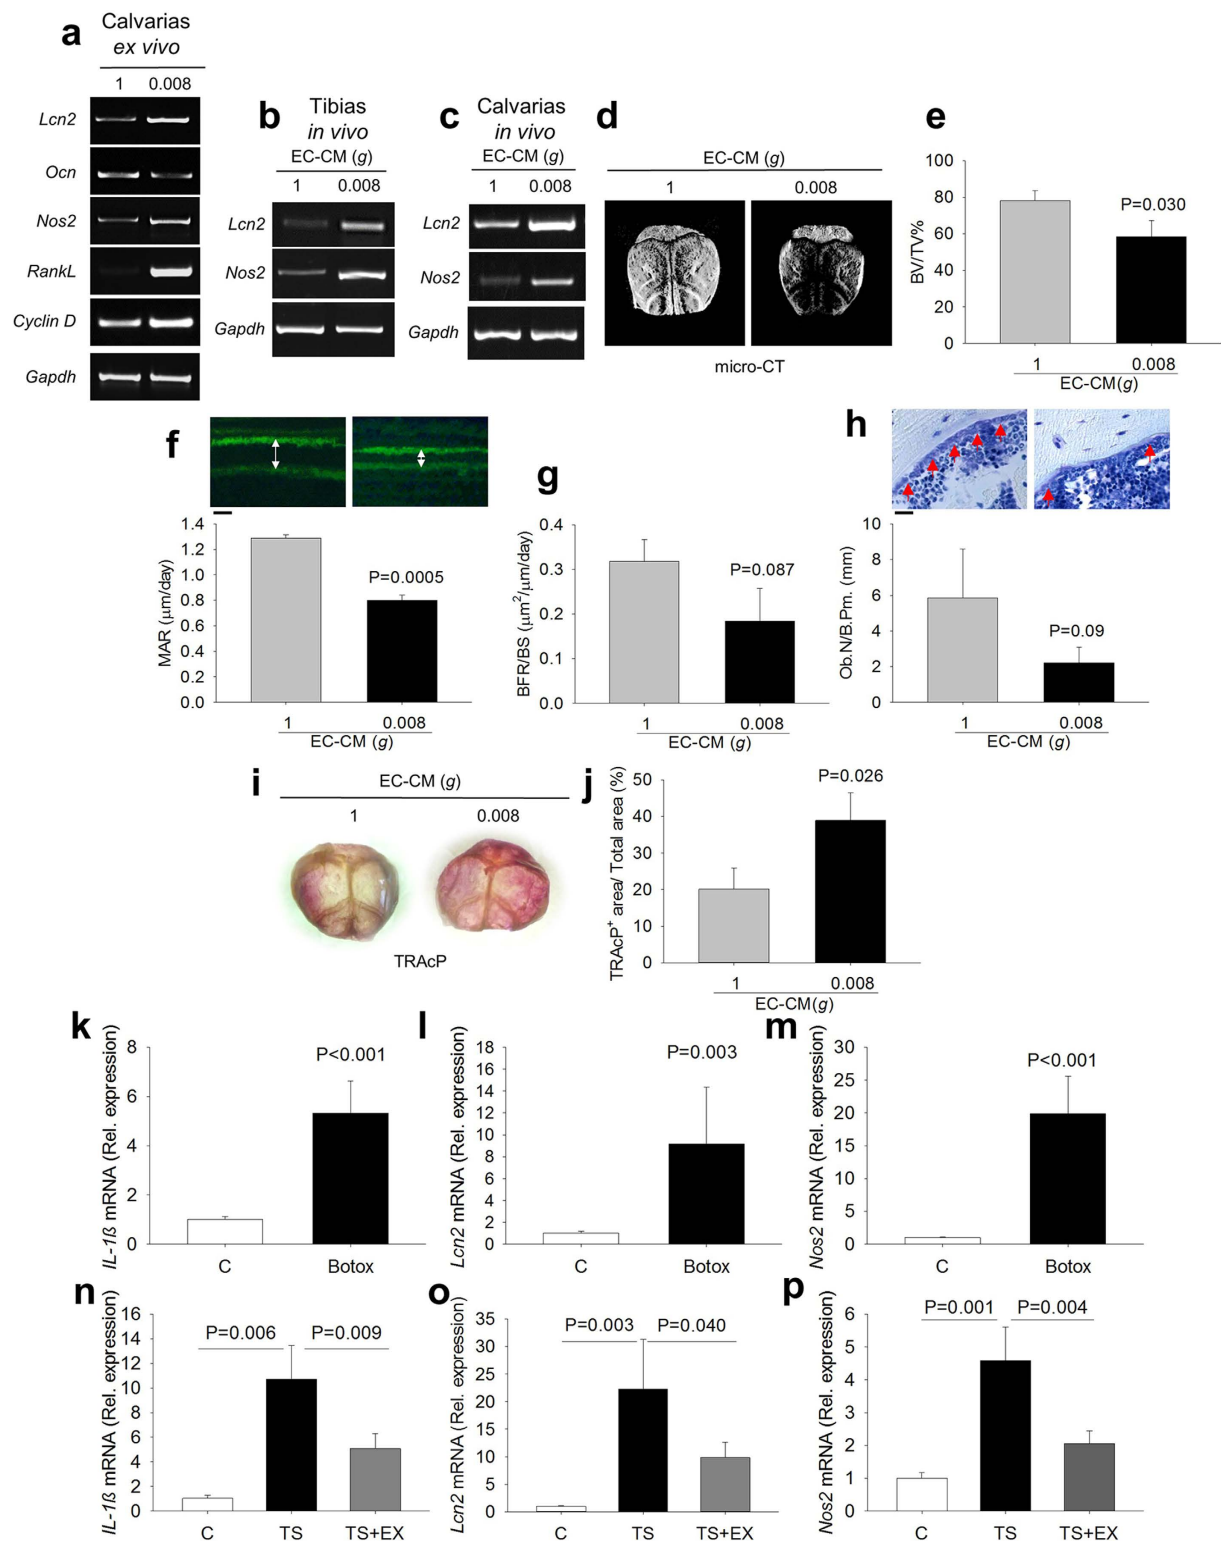 a
Calvarias
ex vivo
1 0.008
Lcn2
Ocn
Nos2
RankL
Cyclin D
Gapdh
b
Tibias
in vivo
EC-CM (g)
1 0.008
Lcn2
Nos2
Gapdh
c
Calvarias
in vivo
EC-CM (g)
1 0.008
Lcn2
Nos2
Gapdh
d
EC-CM (g)
1 0.008
micro-CT
e
BV/TV%
100
80
60
40
20
0
P=0.030
1 0.008
EC-CM(g)
f
MAR (μm/day)
1.4
1.2
1.0
0.8
0.6
0.4
0.2
0.0
P=0.0005
1 0.008
EC-CM (g)
g
BFR/BS (μm²/μm/day)
0.4
0.3
0.2
0.1
0.0
P=0.087
1 0.008
EC-CM (g)
h
Ob.N/B.Pm. (mm)
10
8
6
4
2
0
P=0.09
1 0.008
EC-CM (g)
i
EC-CM (g)
1 0.008
TRAcP
j
TRAcP⁺ area/ Total area (%)
50
40
30
20
10
0
P=0.026
1 0.008
EC-CM(g)
k
IL-1ß mRNA (Rel. expression)
8
6
4
2
0
P<0.001
C Botox
l
Lcn2 mRNA (Rel. expression)
18
16
14
12
10
8
6
4
2
0
P=0.003
C Botox
m
Nos2 mRNA (Rel. expression)
30
25
20
15
10
5
0
P<0.001
C Botox
n
IL-1ß mRNA (Rel. expression)
16
14
12
10
8
6
4
2
0
P=0.006 P=0.009
C TS TS+EX
o
Lcn2 mRNA (Rel. expression)
35
30
25
20
15
10
5
0
P=0.003 P=0.040
C TS TS+EX
p
Nos2 mRNA (Rel. expression)
6
5
4
3
2
1
0
P=0.001 P=0.004
C TS TS+EX